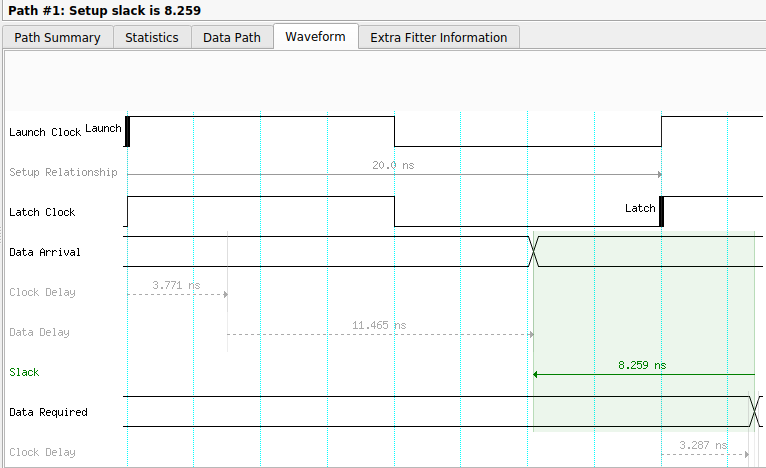 Path #1: Setup slack is 8.259
Path Summary Statistics Data Path Waveform Extra Fitter Information
Launch Clock Launch
Setup Relationship 20.0 ns
Latch Clock Latch
Data Arrival
Clock Delay 3.771 ns
Data Delay 11.465 ns
Slack 8.259 ns
Data Required
Clock Delay 3.287 ns